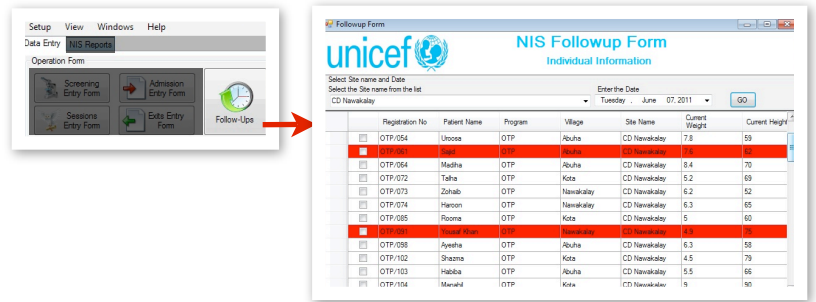 Setup View Windows Help
Data Entry NIS Reports
Operation Form
Screening Entry Form
Admission Entry Form
Sessions Entry Form
Exits Entry Form
Follow-Ups
Followup Form
unicef
NIS Followup Form
Individual Information
Select Site name and Date
Select the Site name from the list
Enter the Date
CD Nawakalay
Tuesday , June 07, 2011
GO
Registration No Patient Name Program Village Site Name Current Weight Current Height
OTP/054 Uroosa OTP Abuha CD Nawakalay 7.8 59
OTP/061 Sajid OTP Abuha CD Nawakalay 7.6 62
OTP/064 Madiha OTP Abuha CD Nawakalay 8.4 70
OTP/072 Talha OTP Kota CD Nawakalay 5.2 69
OTP/073 Zohaib OTP Nawakalay CD Nawakalay 6.2 52
OTP/074 Haroon OTP Nawakalay CD Nawakalay 6.3 65
OTP/085 Rooma OTP Kota CD Nawakalay 5 60
OTP/091 Yousaf Khan OTP Nawakalay CD Nawakalay 4.9
OTP/098 Ayesha OTP Abuha CD Nawakalay 6.3 58
OTP/102 Shazma OTP Kota CD Nawakalay 4.5 79
OTP/103 Habiba OTP Abuha CD Nawakalay 5.5 66
OTP/104 Manahil OTP Kota CD Nawakalay 9 90